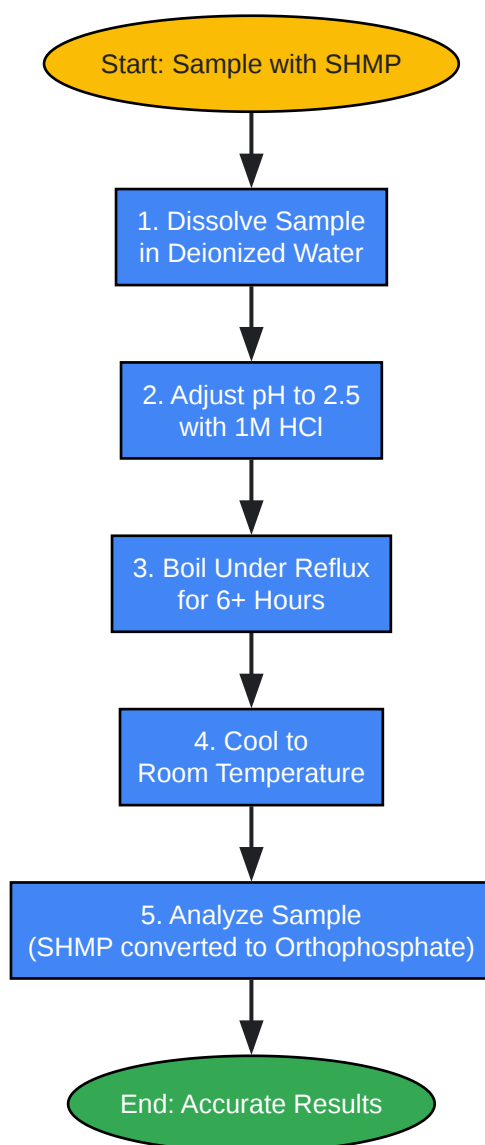 Start: Sample with SHMP
1. Dissolve Sample
in Deionized Water
2. Adjust pH to 2.5
with 1M HCl
3. Boil Under Reflux
for 6+ Hours
4. Cool to
Room Temperature
5. Analyze Sample
(SHMP converted to Orthophosphate)
End: Accurate Results